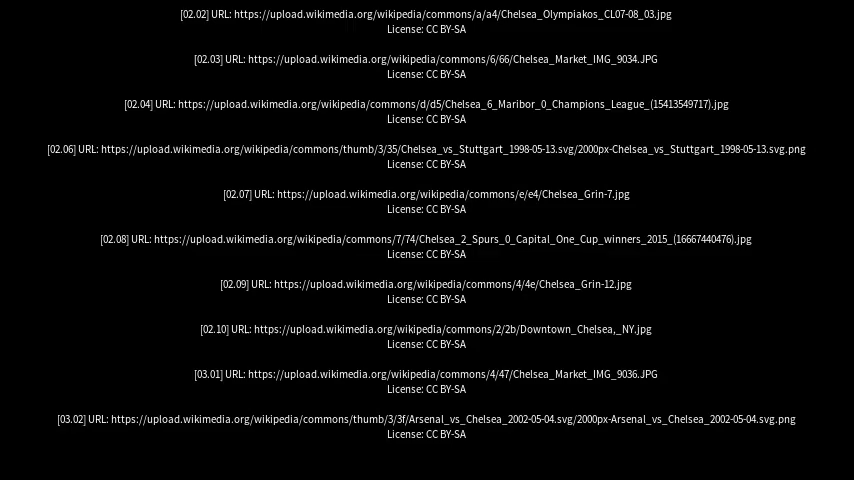 [02.02] URL: https://upload.wikimedia.org/wikipedia/commons/a/a4/Chelsea_Olympiakos_CL07-08_03.jpg
License: CC BY-SA
[02.03] URL: https://upload.wikimedia.org/wikipedia/commons/6/66/Chelsea_Market_IMG_9034.JPG
License: CC BY-SA
[02.04] URL: https://upload.wikimedia.org/wikipedia/commons/d/d5/Chelsea_6_Maribor_0_Champions_League_(15413549717).jpg
License: CC BY-SA
[02.06] URL: https://upload.wikimedia.org/wikipedia/commons/thumb/3/35/Chelsea_vs_Stuttgart_1998-05-13.svg/2000px-Chelsea_vs_Stuttgart_1998-05-13.svg.png
License: CC BY-SA
[02.07] URL: https://upload.wikimedia.org/wikipedia/commons/e/e4/Chelsea_Grin-7.jpg
License: CC BY-SA
[02.08] URL: https://upload.wikimedia.org/wikipedia/commons/7/74/Chelsea_2_Spurs_0_Capital_One_Cup_winners_2015_(16667440476).jpg
License: CC BY-SA
[02.09] URL: https://upload.wikimedia.org/wikipedia/commons/4/4e/Chelsea_Grin-12.jpg
License: CC BY-SA
[02.10] URL: https://upload.wikimedia.org/wikipedia/commons/2/2b/Downtown_Chelsea,_NY.jpg
License: CC BY-SA
[03.01] URL: https://upload.wikimedia.org/wikipedia/commons/4/47/Chelsea_Market_IMG_9036.JPG
License: CC BY-SA
[03.02] URL: https://upload.wikimedia.org/wikipedia/commons/thumb/3/3f/Arsenal_vs_Chelsea_2002-05-04.svg/2000px-Arsenal_vs_Chelsea_2002-05-04.svg.png
License: CC BY-SA